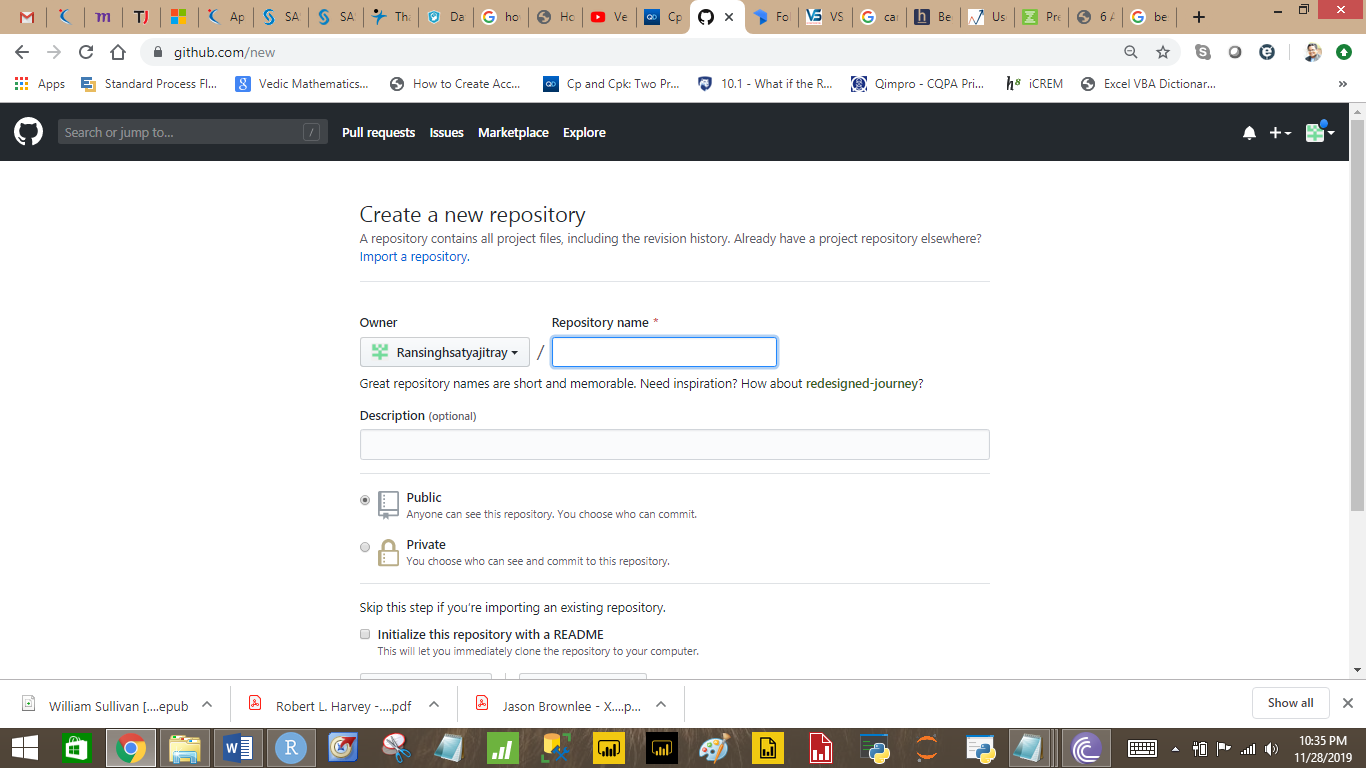 Ap
SA
SA
Tha
Da
ho
Ho
Ve
Cp
Fo
VS
ca
Be
Us
Pre
6 A
be
github.com/new
Apps
Standard Process Fl...
Vedic Mathematics...
How to Create Acc...
Cp and Cpk: Two Pr...
10.1 - What if the R...
Qimpro - CQPA Pri...
iCREM
Excel VBA Dictionar...
»
Search or jump to...
/
Pull requests
Issues
Marketplace
Explore
Create a new repository
A repository contains all project files, including the revision history. Already have a project repository elsewhere?
Import a repository.
Owner
Repository name *
Ransinghsatyajitray
/
Great repository names are short and memorable. Need inspiration? How about redesigned-journey?
Description (optional)
Public
Anyone can see this repository. You choose who can commit.
Private
You choose who can see and commit to this repository.
Skip this step if you're importing an existing repository.
Initialize this repository with a README
This will let you immediately clone the repository to your computer.
William Sullivan [....epub
Robert L. Harvey -....pdf
Jason Brownlee - X....p...
Show all
10:35 PM
11/28/2019